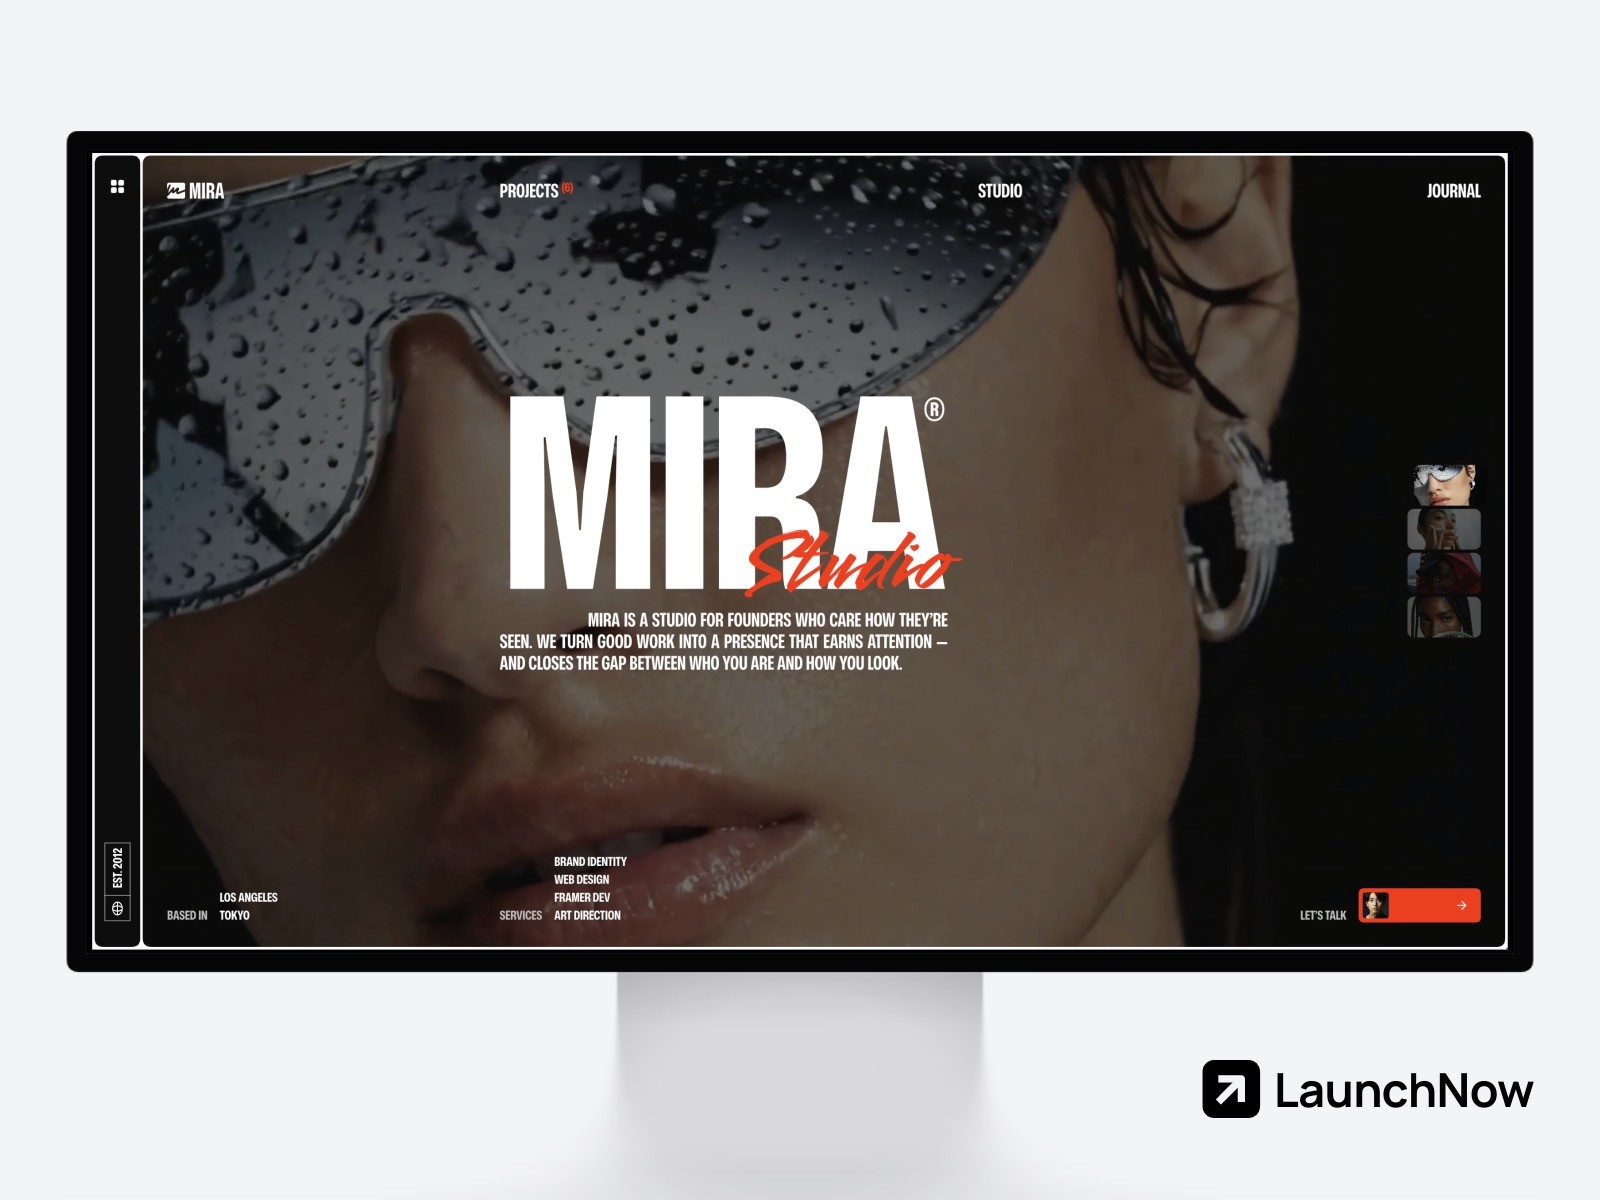 MIRA
PROJECTS (6)
STUDIO
JOURNAL
MIRA®
Studio
MIRA IS A STUDIO FOR FOUNDERS WHO CARE HOW THEY'RE
SEEN. WE TURN GOOD WORK INTO A PRESENCE THAT EARNS ATTENTION —
AND CLOSES THE GAP BETWEEN WHO YOU ARE AND HOW YOU LOOK.
EST. 2012
BASED IN
LOS ANGELES
TOKYO
SERVICES
BRAND IDENTITY
WEB DESIGN
FRAMER DEV
ART DIRECTION
LET'S TALK
LaunchNow